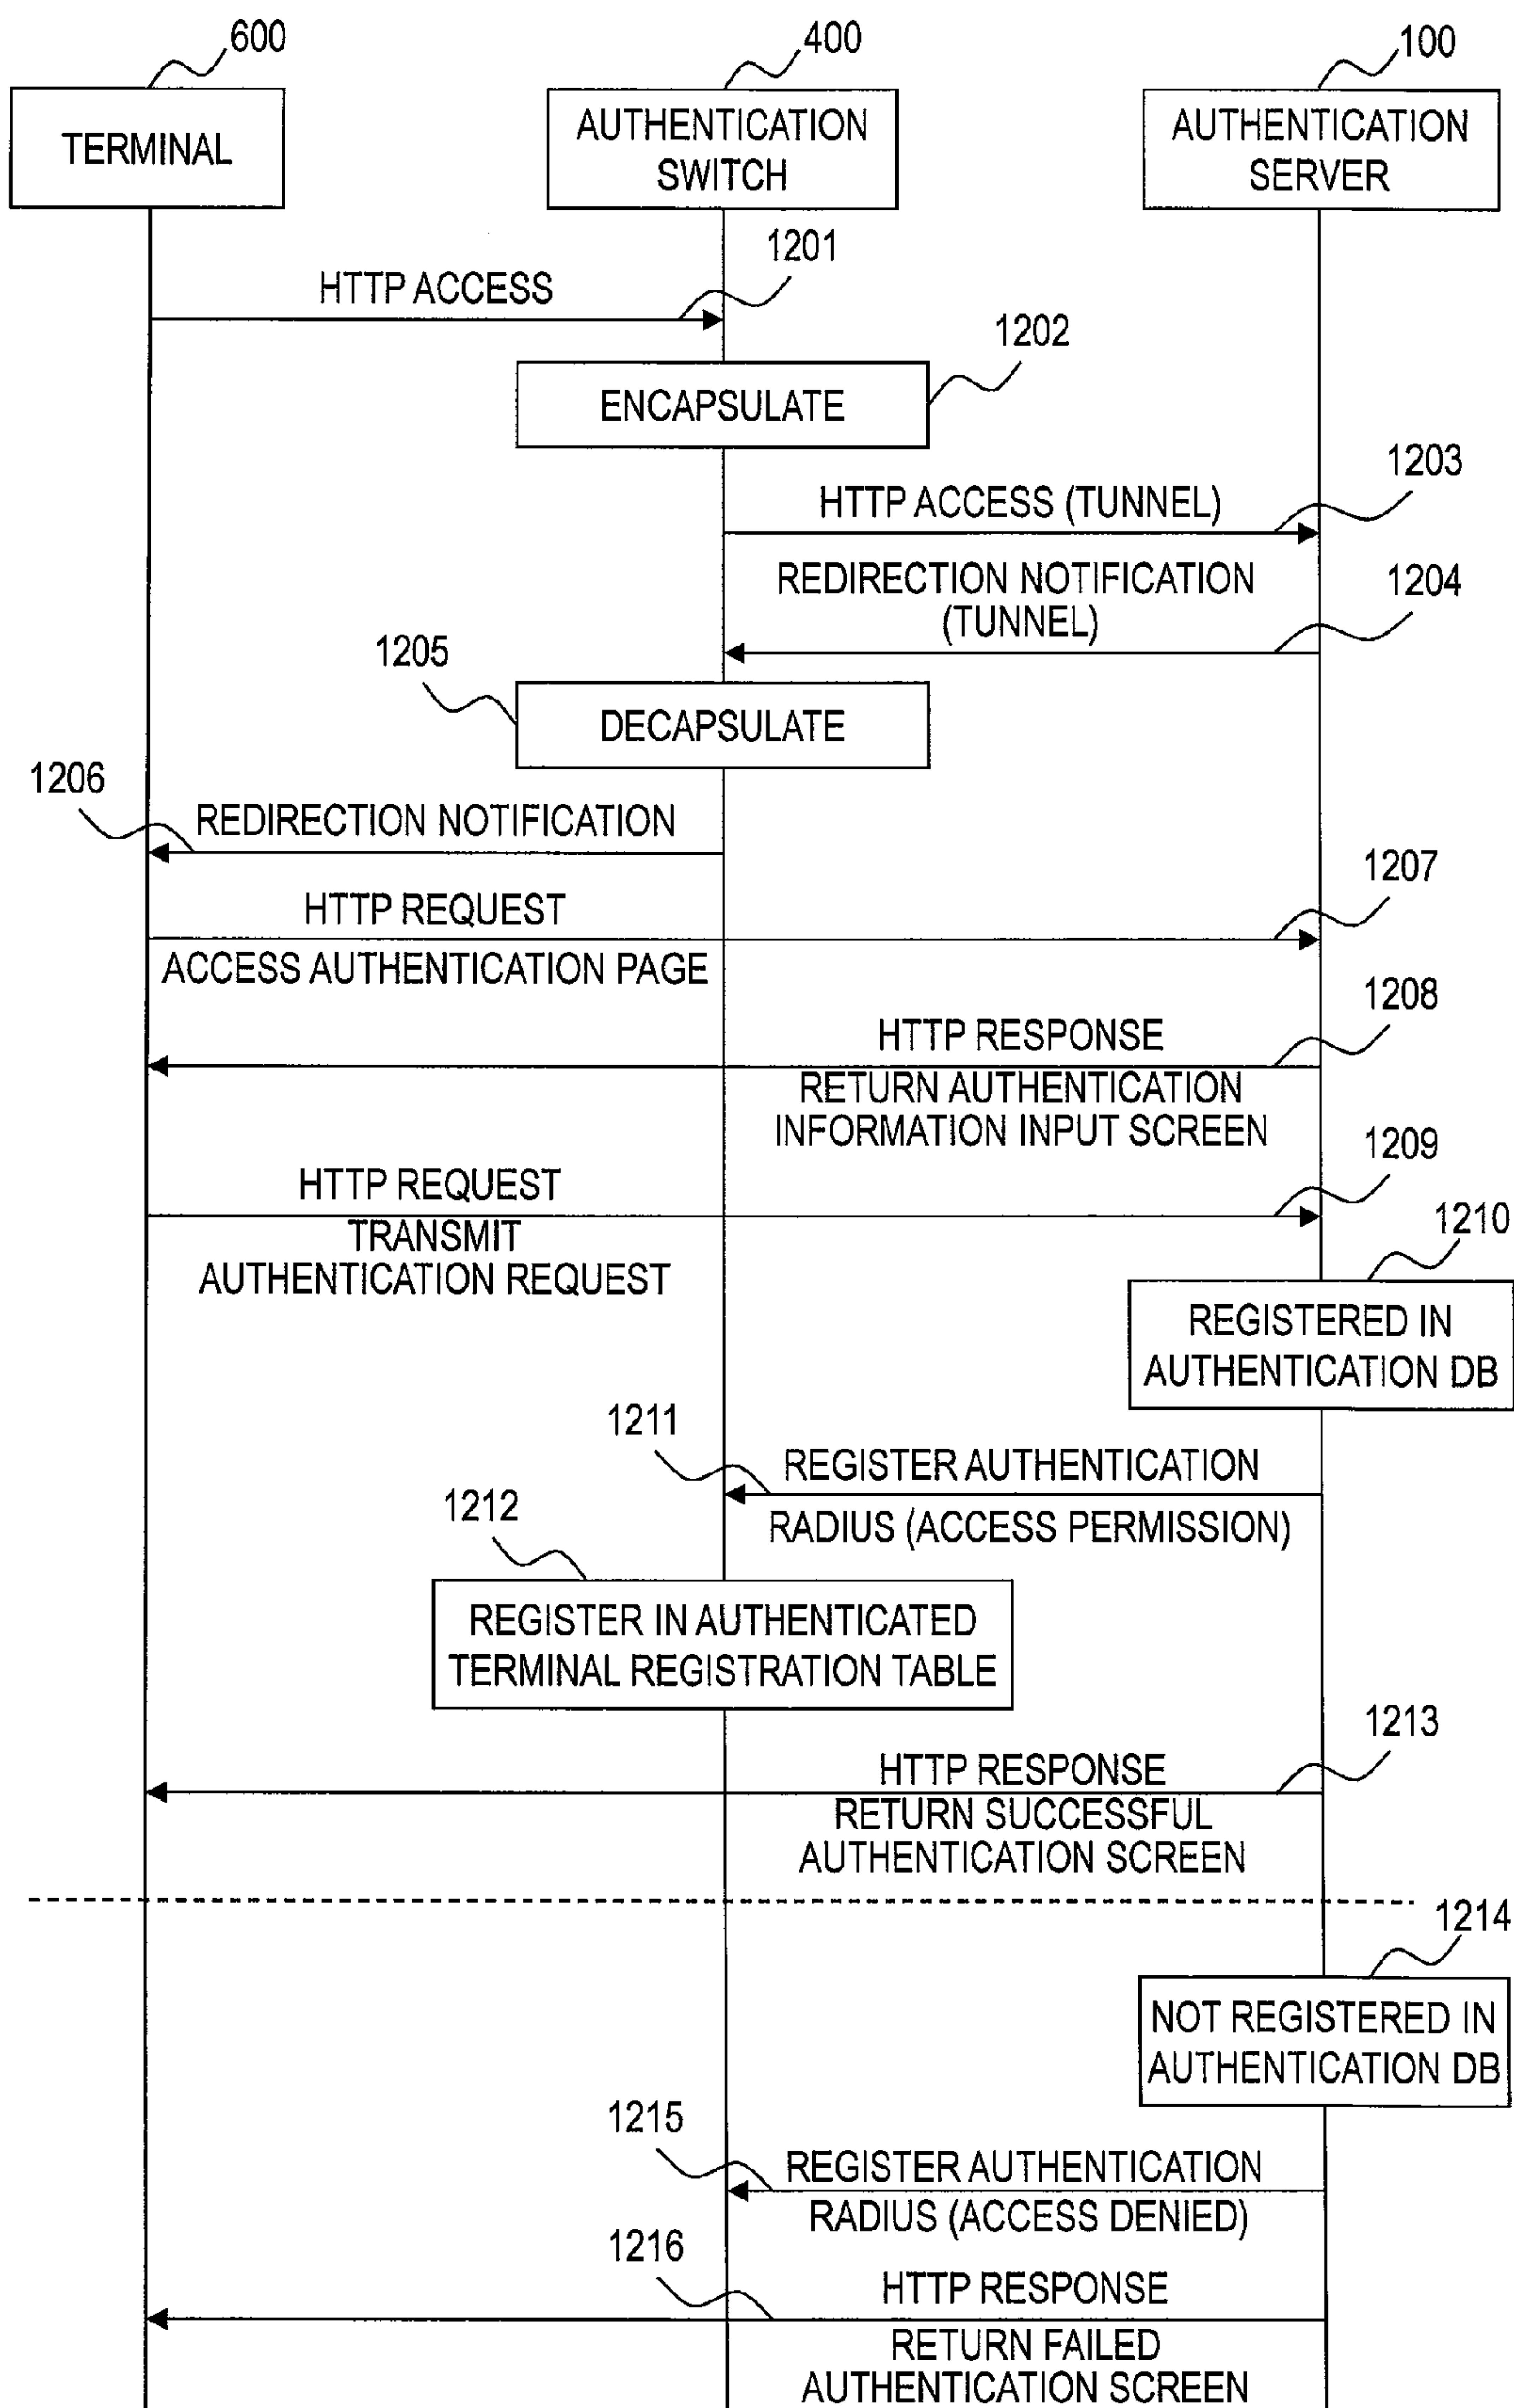 600
400
100
TERMINAL
AUTHENTICATION
SWITCH
AUTHENTICATION
SERVER
1201
HTTP ACCESS
1202
ENCAPSULATE
1203
HTTP ACCESS (TUNNEL)
1204
REDIRECTION NOTIFICATION
(TUNNEL)
1205
DECAPSULATE
1206
REDIRECTION NOTIFICATION
1207
HTTP REQUEST
ACCESS AUTHENTICATION PAGE
1208
HTTP RESPONSE
RETURN AUTHENTICATION
INFORMATION INPUT SCREEN
1209
HTTP REQUEST
TRANSMIT
AUTHENTICATION REQUEST
1210
REGISTERED IN
AUTHENTICATION DB
1211
REGISTER AUTHENTICATION
RADIUS (ACCESS PERMISSION)
1212
REGISTER IN AUTHENTICATED
TERMINAL REGISTRATION TABLE
1213
HTTP RESPONSE
RETURN SUCCESSFUL
AUTHENTICATION SCREEN
1214
NOT REGISTERED IN
AUTHENTICATION DB
1215
REGISTER AUTHENTICATION
RADIUS (ACCESS DENIED)
1216
HTTP RESPONSE
RETURN FAILED
AUTHENTICATION SCREEN